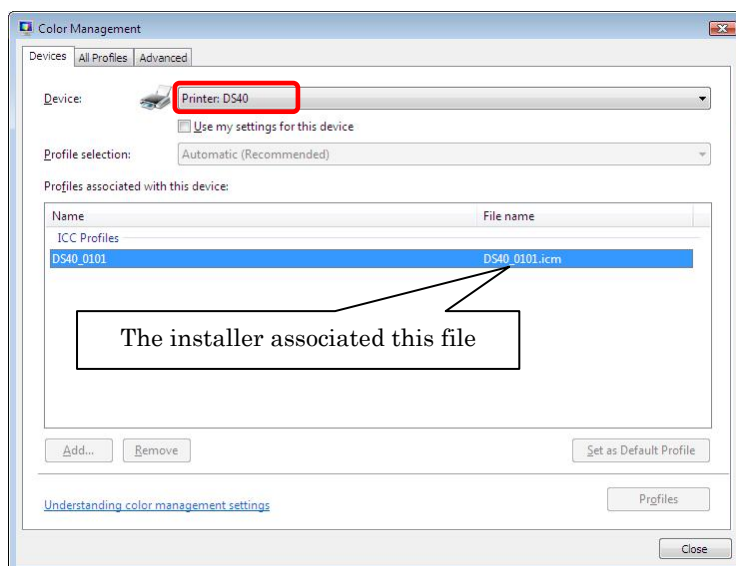 Color Management
Devices All Profiles Advanced
Device: Printer: DS40
Use my settings for this device
Profile selection: Automatic (Recommended)
Profiles associated with this device:
Name File name
ICC Profiles
DS40_0101 DS40_0101.icm
The installer associated this file
Add... Remove Set as Default Profile
Understanding color management settings Profiles
Close